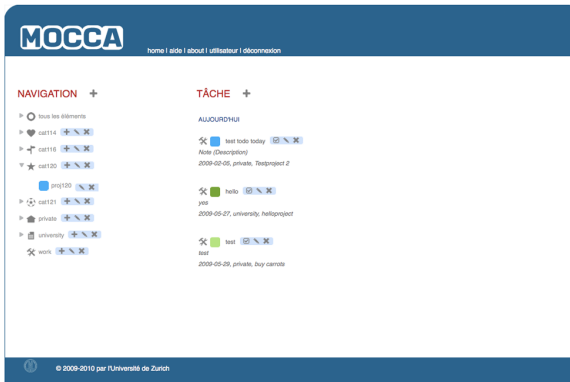 MOCCA
home | aide | about | utilisateur | déconnexion
NAVIGATION
tous les éléments
cat114
cat116
cat120
proj120
cat121
private
university
work
TÂCHE
AUJOURD'HUI
test todo today
Note (Description)
2009-02-05, private, Testproject 2
hello
yes
2009-05-27, university, helloproject
test
test
2009-05-29, private, buy carrots
© 2009-2010 par l'Université de Zurich